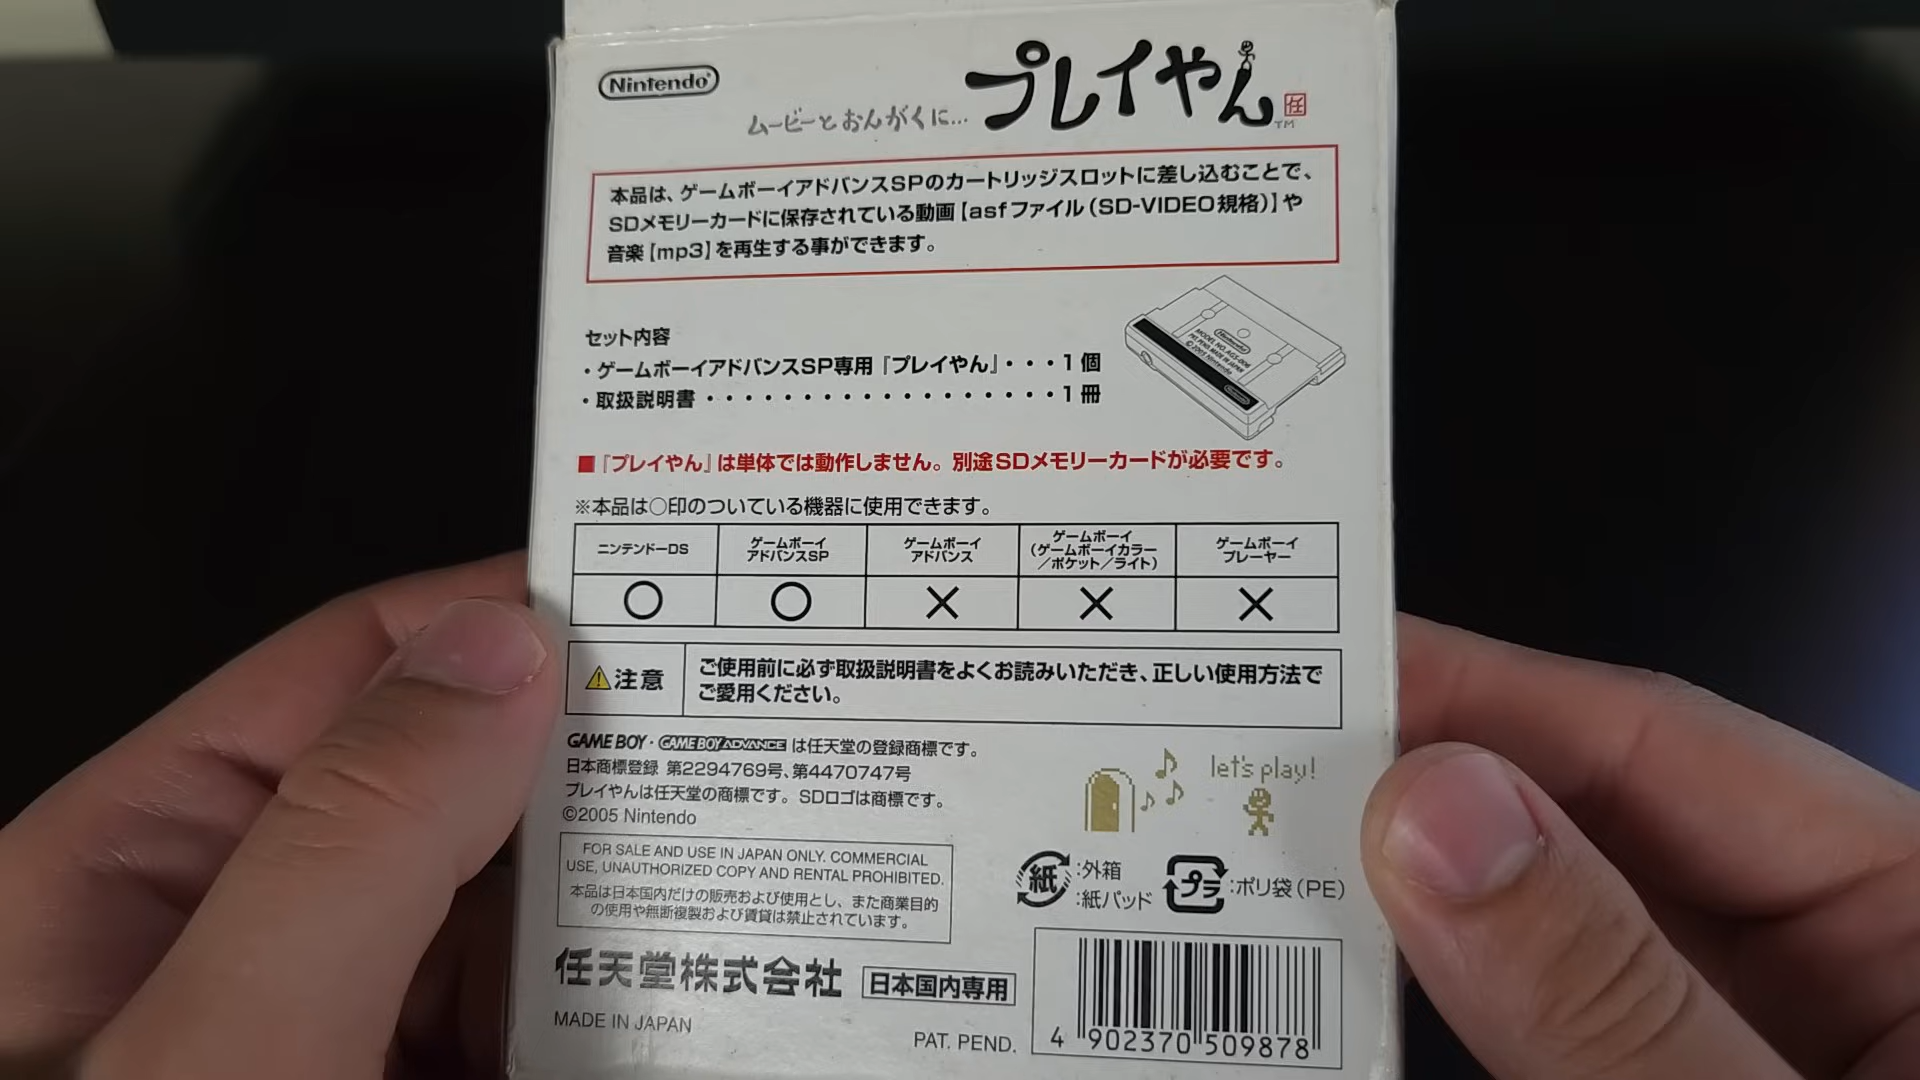 Nintendo
ムービーとおんがくに…
プレイやん 任
TM
本品は、ゲームボーイアドバンスSPのカートリッジスロットに差し込むことで、
SDメモリーカードに保存されている動画【asfファイル（SD-VIDEO規格）】や
音楽【mp3】を再生する事ができます。
セット内容
・ゲームボーイアドバンスSP専用『プレイやん』・・・1個
・取扱説明書・・・・・・・・・・・・・・・・・・1冊
Nintendo
MODEL NO. AGS-006
PAT. PEND. MADE IN JAPAN
©2005 Nintendo
■『プレイやん』は単体では動作しません。別途SDメモリーカードが必要です。
※本品は○印のついている機器に使用できます。
ニンテンドーDS
ゲームボーイ
アドバンスSP
ゲームボーイ
アドバンス
ゲームボーイ
（ゲームボーイカラー
／ポケット／ライト）
ゲームボーイ
プレーヤー
○ ○ × × ×
注意
ご使用前に必ず取扱説明書をよくお読みいただき、正しい使用方法で
ご愛用ください。
GAME BOY・GAME BOY ADVANCE は任天堂の登録商標です。
日本商標登録 第2294769号、第4470747号
プレイやんは任天堂の商標です。SDロゴは商標です。
©2005 Nintendo
let's play!
FOR SALE AND USE IN JAPAN ONLY. COMMERCIAL
USE, UNAUTHORIZED COPY AND RENTAL PROHIBITED.
本品は日本国内だけの販売および使用とし、また商業目的
の使用や無断複製および賃貸は禁止されています。
紙 :外箱
:紙パッド
プラ :ポリ袋（PE）
任天堂株式会社 日本国内専用
MADE IN JAPAN
PAT. PEND.
4 902370 509878